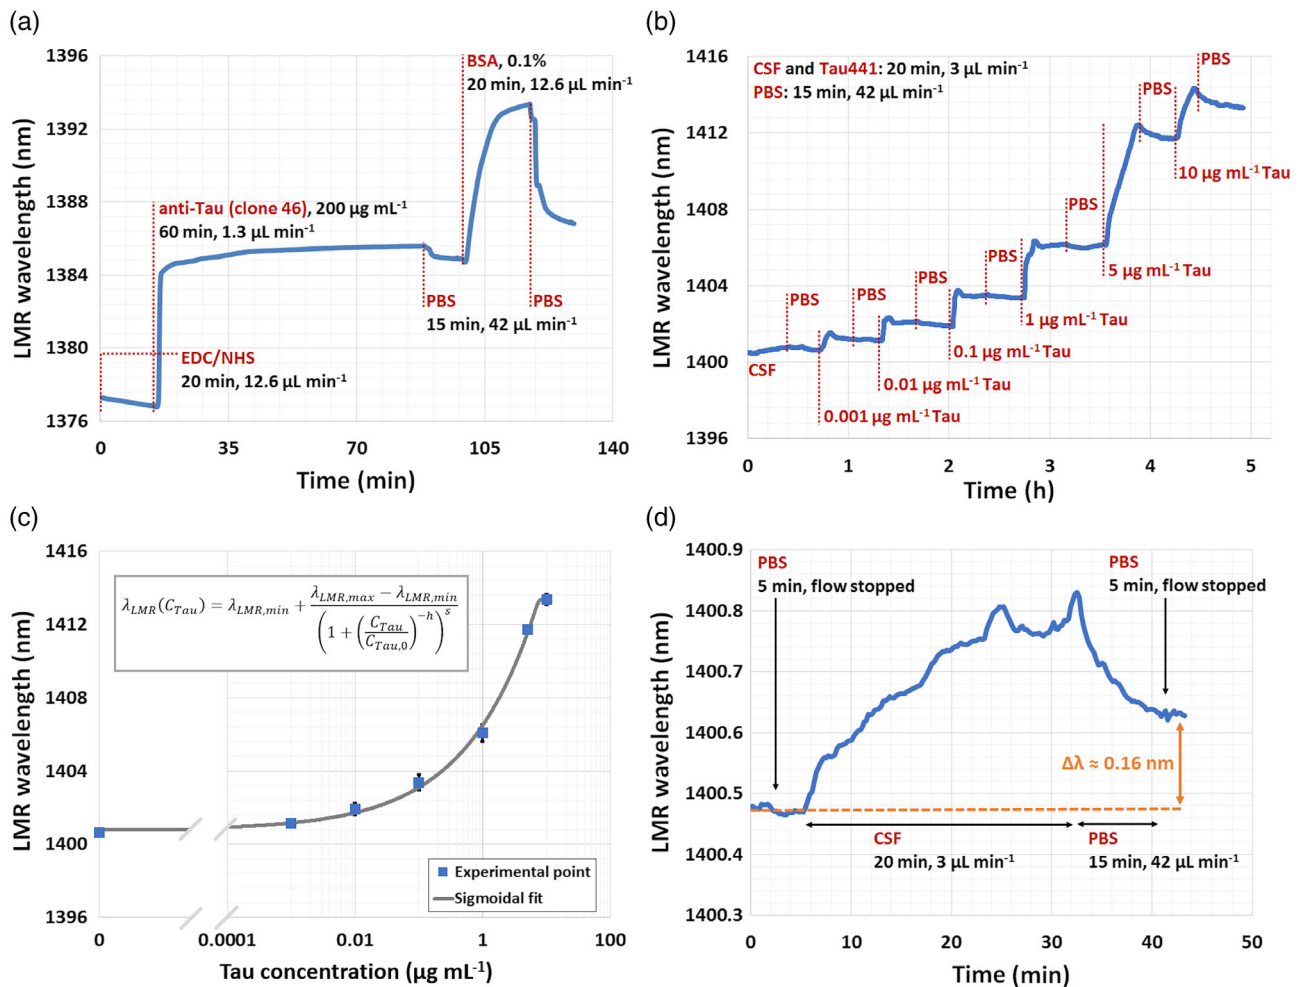 (a)
1396
1392
1388
1384
1380
1376
LMR wavelength (nm)
BSA, 0.1%
20 min, 12.6 µL min⁻¹
anti-Tau (clone 46), 200 µg mL⁻¹
60 min, 1.3 µL min⁻¹
PBS
PBS
15 min, 42 µL min⁻¹
EDC/NHS
20 min, 12.6 µL min⁻¹
0
35
70
105
140
Time (min)
(b)
1416
1412
1408
1404
1400
1396
LMR wavelength (nm)
CSF and Tau441: 20 min, 3 µL min⁻¹
PBS: 15 min, 42 µL min⁻¹
PBS
PBS
10 µg mL⁻¹ Tau
PBS
5 µg mL⁻¹ Tau
PBS
PBS
PBS
PBS
1 µg mL⁻¹ Tau
0.1 µg mL⁻¹ Tau
CSF
0.01 µg mL⁻¹ Tau
0.001 µg mL⁻¹ Tau
0
1
2
3
4
5
Time (h)
(c)
1416
1412
1408
1404
1400
1396
LMR wavelength (nm)
λ_LMR(C_Tau) = λ_LMR,min + (λ_LMR,max − λ_LMR,min) / (1 + (C_Tau / C_Tau,0)^−h)^s
Experimental point
Sigmoidal fit
0
0.0001
0.01
1
100
Tau concentration (µg mL⁻¹)
(d)
1400.9
1400.8
1400.7
1400.6
1400.5
1400.4
1400.3
LMR wavelength (nm)
PBS
5 min, flow stopped
PBS
5 min, flow stopped
Δλ ≈ 0.16 nm
CSF
20 min, 3 µL min⁻¹
PBS
15 min, 42 µL min⁻¹
0
10
20
30
40
50
Time (min)